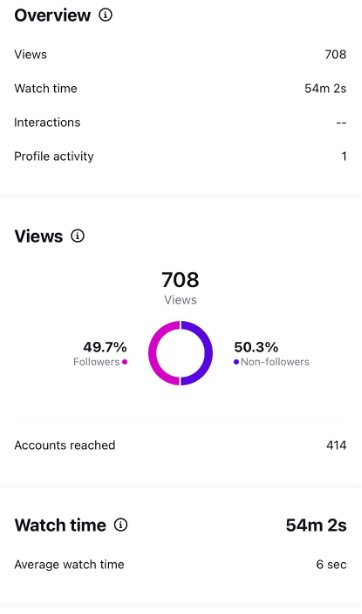 Overview
Views 708
Watch time 54m 2s
Interactions --
Profile activity 1
Views
708
Views
49.7% 50.3%
Followers Non-followers
Accounts reached 414
Watch time 54m 2s
Average watch time 6 sec